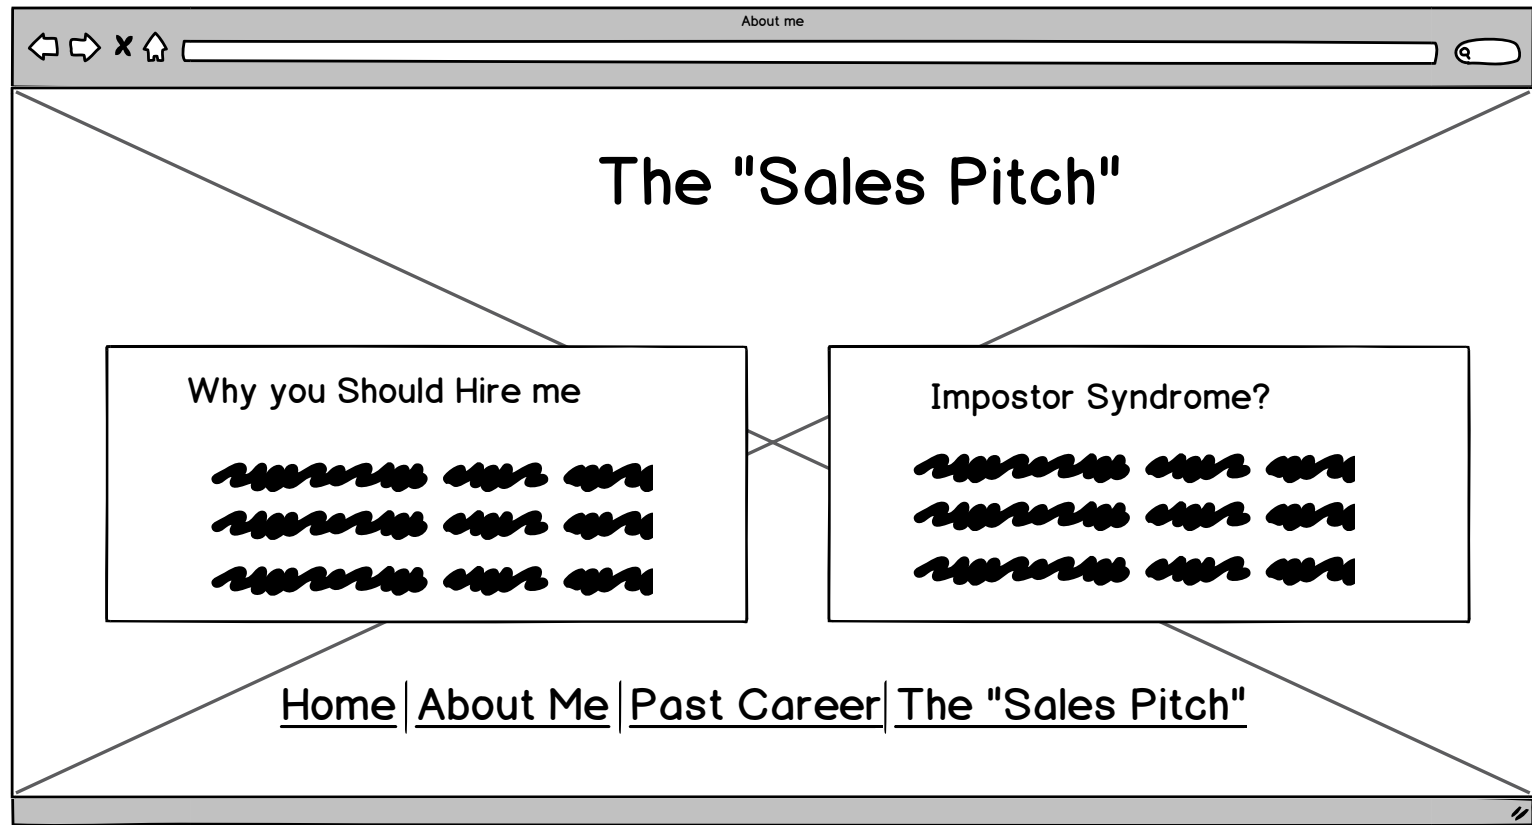 About me
The "Sales Pitch"
Why you Should Hire me
Impostor Syndrome?
Home About Me Past Career The "Sales Pitch"